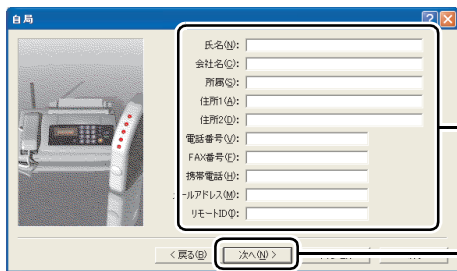 自局
氏名(N):
会社名(C):
所属(S):
住所1(A):
住所2(D):
電話番号(V):
FAX番号(F):
携帯電話(H):
ールアドレス(M):
リモートID(I):
< 戻る(B)
次へ(N) >